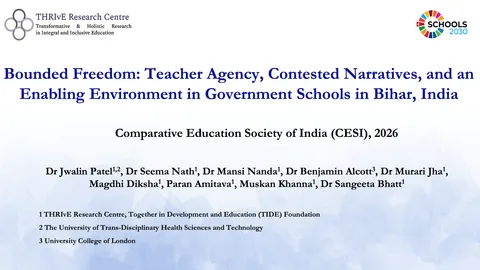 THRIvE Research Centre
Transformative & Holistic Research
in Integral and Inclusive Education
SCHOOLS
2030
Bounded Freedom: Teacher Agency, Contested Narratives, and an
Enabling Environment in Government Schools in Bihar, India
Comparative Education Society of India (CESI), 2026
Dr Jwalin Patel1,2, Dr Seema Nath1, Dr Mansi Nanda1, Dr Benjamin Alcott3, Dr Murari Jha1,
Magdhi Diksha1, Paran Amitava1, Muskan Khanna1, Dr Sangeeta Bhatt1
1 THRIvE Research Centre, Together in Development and Education (TIDE) Foundation
2 The University of Trans-Disciplinary Health Sciences and Technology
3 University College of London